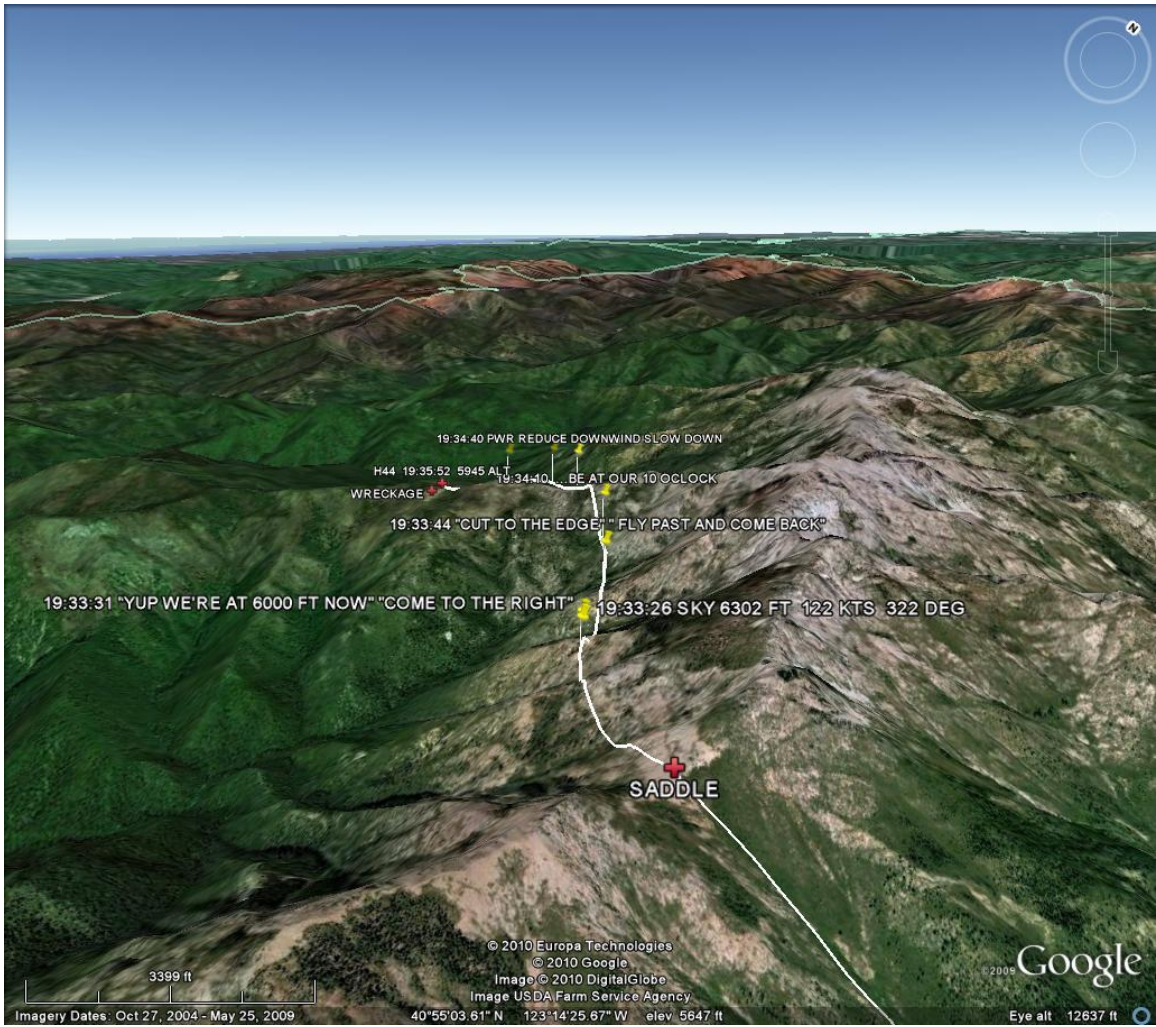 N
19:34:40 PWR REDUCE DOWNWIND SLOW DOWN
H44 19:35:52 5945 ALT
19:34:10 ....BE AT OUR 10 OCLOCK
WRECKAGE
19:33:44 "CUT TO THE EDGE" " FLY PAST AND COME BACK"
19:33:31 "YUP WE'RE AT 6000 FT NOW" "COME TO THE RIGHT"
19:33:26 SKY 6302 FT 122 KTS 322 DEG
SADDLE
© 2010 Europa Technologies
© 2010 Google
Image © 2010 DigitalGlobe
Image USDA Farm Service Agency
©2009 Google
3399 ft
Imagery Dates: Oct 27, 2004 - May 25, 2009
40°55'03.61" N 123°14'25.67" W elev 5647 ft
Eye alt 12637 ft